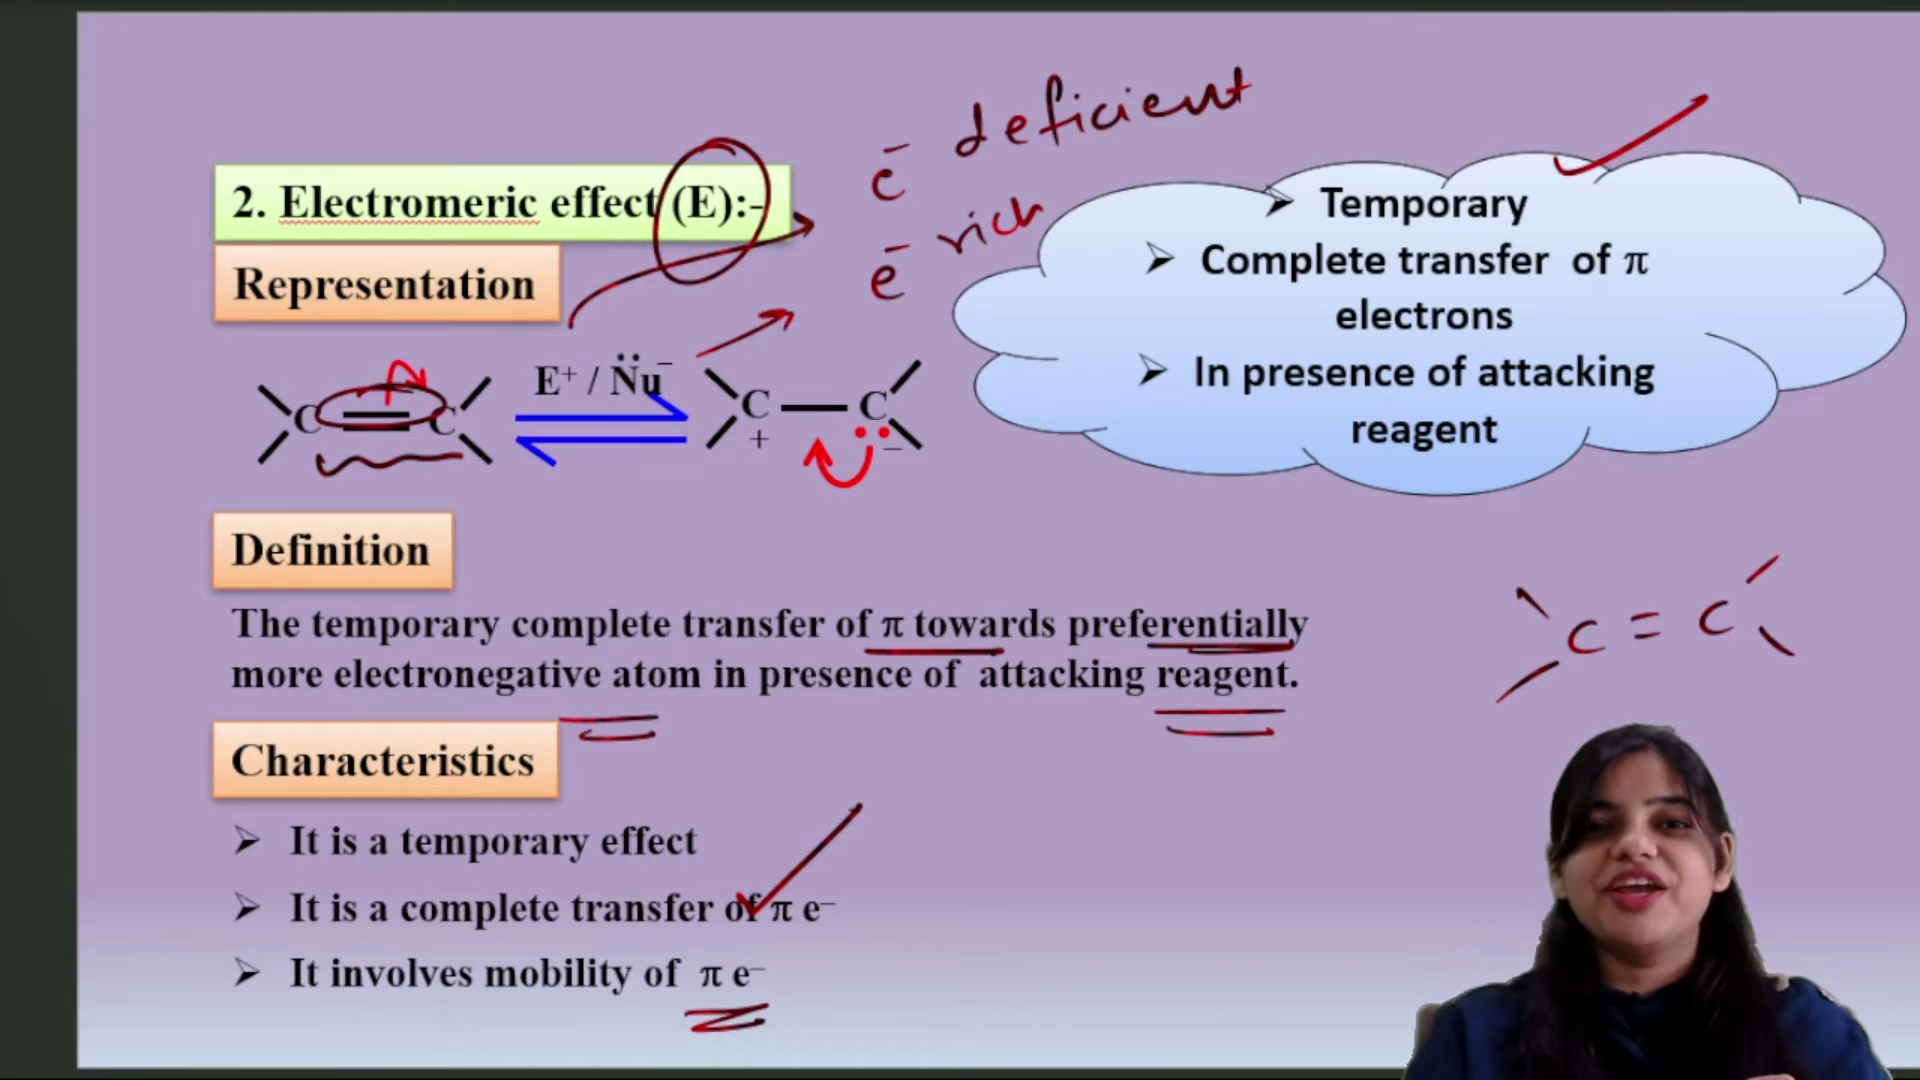 e⁻ deficient
2. Electromeric effect (E):-
e⁻ rich
Representation
➢ Temporary
➢ Complete transfer of π
electrons
➢ In presence of attacking
reagent
C = C
E⁺ / N̈u⁻
C — C
+ –
Definition
The temporary complete transfer of π towards preferentially
more electronegative atom in presence of attacking reagent.
C = C
Characteristics
➢ It is a temporary effect
➢ It is a complete transfer of π e⁻
➢ It involves mobility of π e⁻